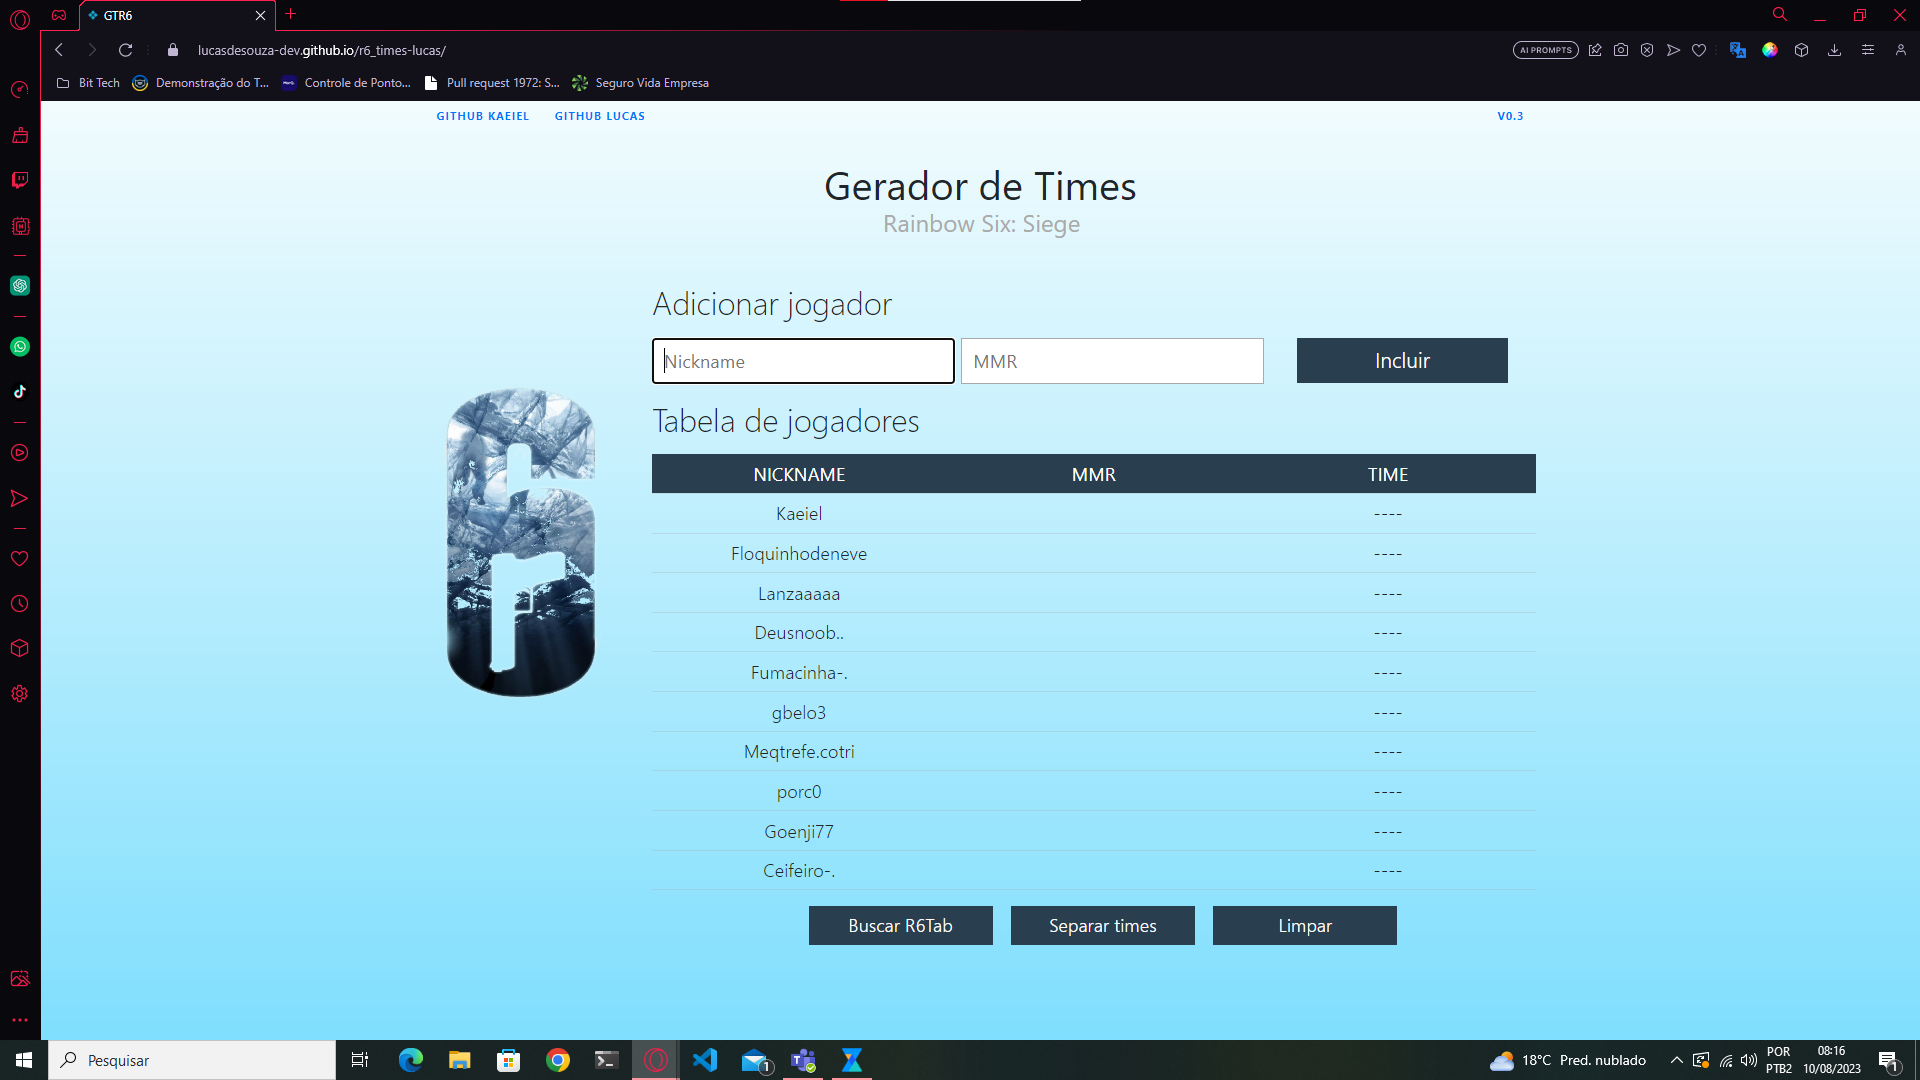 GTR6
lucasdesouza-dev.github.io/r6_times-lucas/
AI PROMPTS
Bit Tech
Demonstração do T...
Controle de Ponto...
Pull request 1972: S...
Seguro Vida Empresa
GITHUB KAEIEL GITHUB LUCAS V0.3
Gerador de Times
Rainbow Six: Siege
Adicionar jogador
Nickname MMR Incluir
Tabela de jogadores
NICKNAME MMR TIME
Kaeiel ----
Floquinhodeneve ----
Lanzaaaaa ----
Deusnoob.. ----
Fumacinha-. ----
gbelo3 ----
Meqtrefe.cotri ----
porc0 ----
Goenji77 ----
Ceifeiro-. ----
Buscar R6Tab Separar times Limpar
Pesquisar
1
18°C Pred. nublado
POR
PTB2
08:16
10/08/2023
1